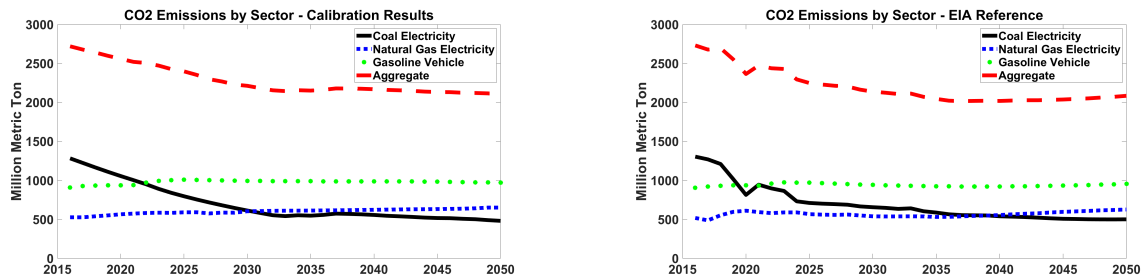 CO2 Emissions by Sector - Calibration Results
3000
2500
2000
1500
1000
500
0
Million Metric Ton
Coal Electricity
Natural Gas Electricity
Gasoline Vehicle
Aggregate
2015 2020 2025 2030 2035 2040 2045 2050
CO2 Emissions by Sector - EIA Reference
3000
2500
2000
1500
1000
500
0
Million Metric Ton
Coal Electricity
Natural Gas Electricity
Gasoline Vehicle
Aggregate
2015 2020 2025 2030 2035 2040 2045 2050